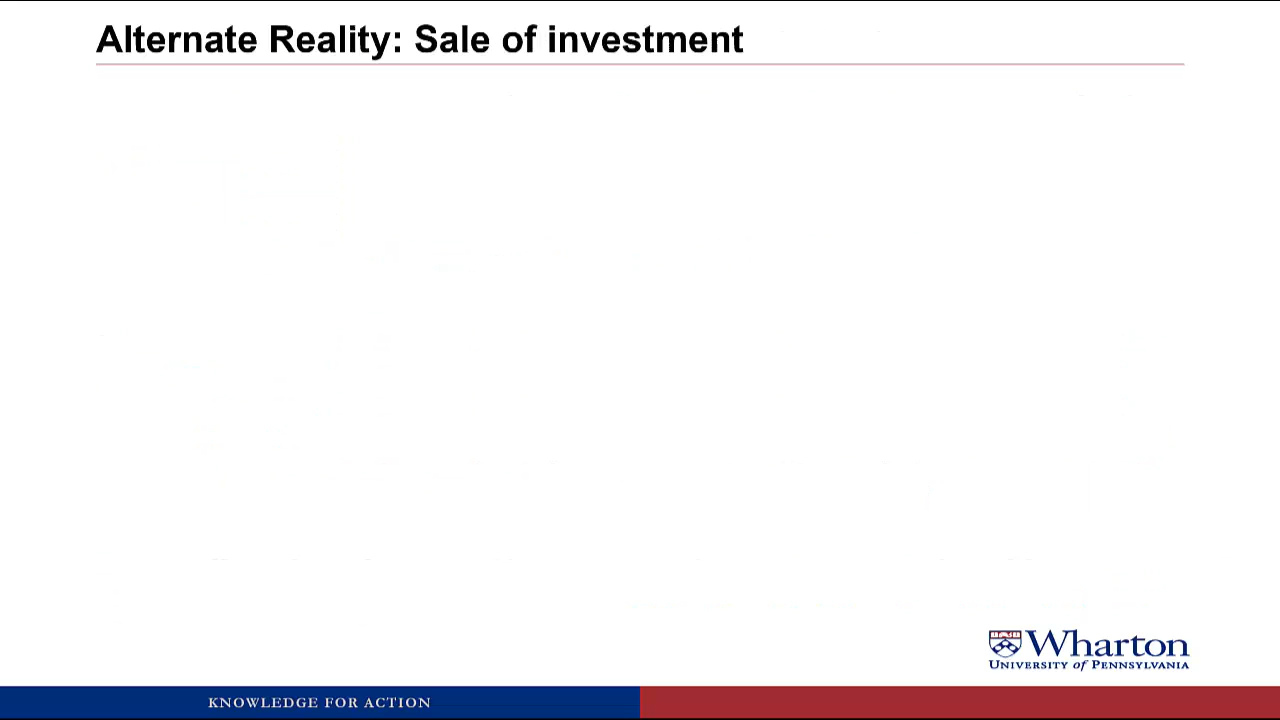 Alternate Reality: Sale of investment
Wharton
UNIVERSITY of PENNSYLVANIA
KNOWLEDGE FOR ACTION